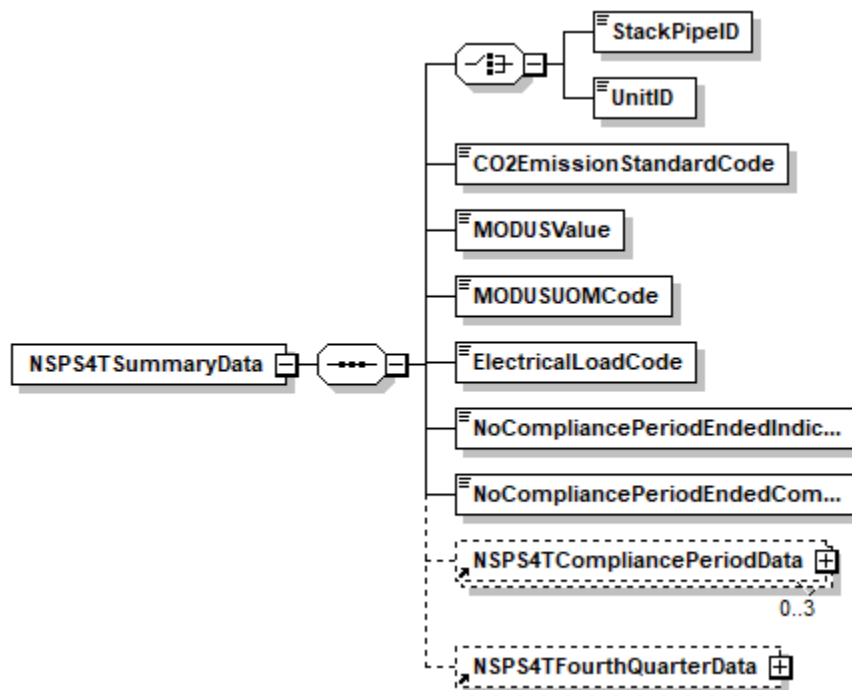 StackPipeID
UnitID
CO2EmissionStandardCode
MODUSValue
MODUSUOMCode
NSPS4TSummaryData
ElectricalLoadCode
NoCompliancePeriodEndedIndic...
NoCompliancePeriodEndedCom...
NSPS4TCompliancePeriodData
0..3
NSPS4TFourthQuarterData